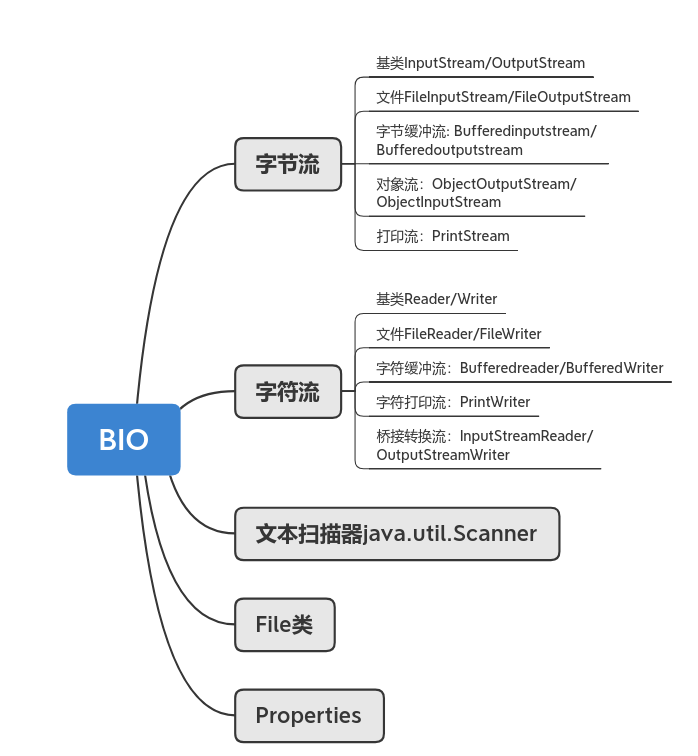 基类InputStream/OutputStream
文件FileInputStream/FileOutputStream
字节缓冲流: Bufferedinputstream/
Bufferedoutputstream
字节流
对象流：ObjectOutputStream/
ObjectInputStream
打印流：PrintStream
基类Reader/Writer
文件FileReader/FileWriter
字符缓冲流：Bufferedreader/BufferedWriter
字符流
字符打印流：PrintWriter
桥接转换流：InputStreamReader/
OutputStreamWriter
BIO
文本扫描器java.util.Scanner
File类
Properties